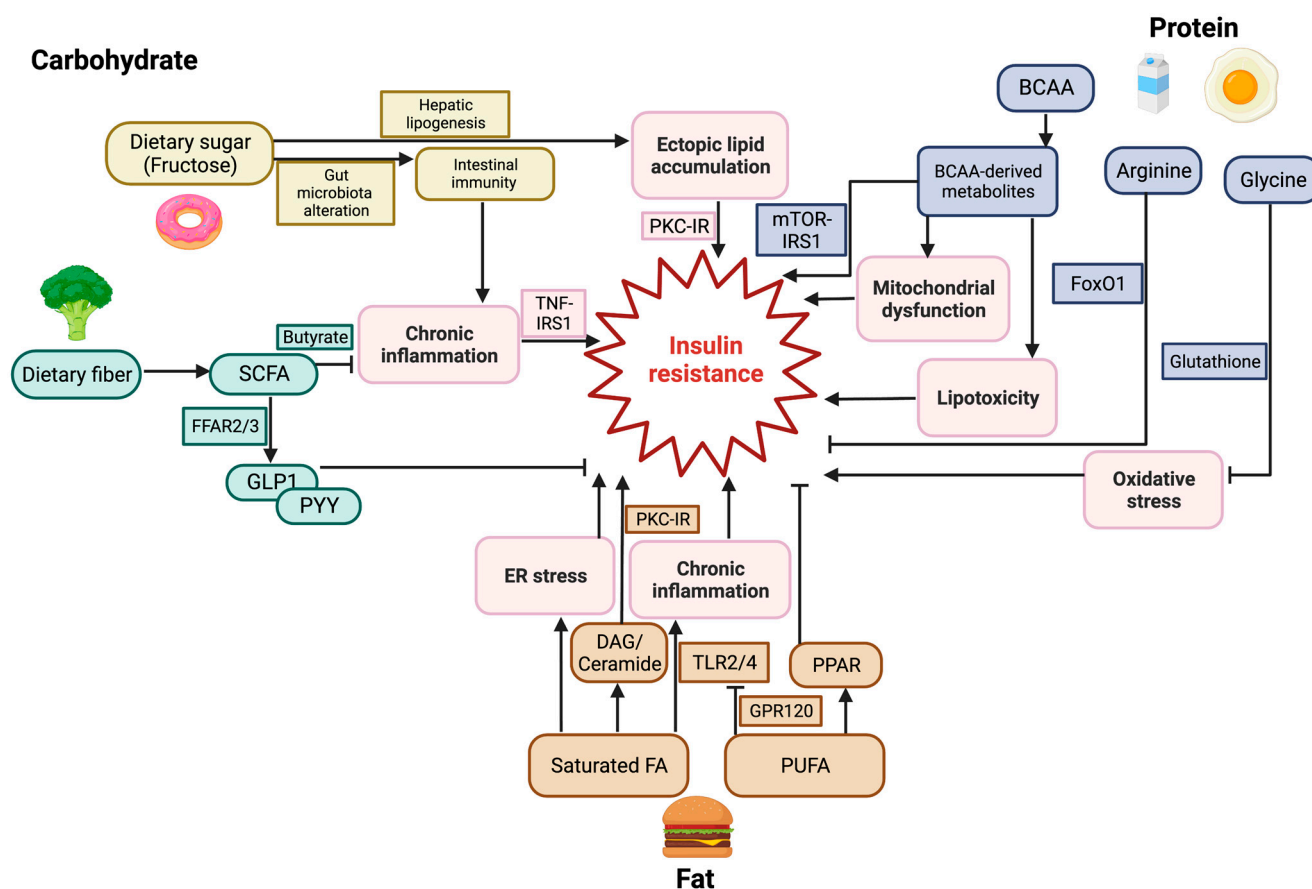 Carbohydrate
Protein
Hepatic
lipogenesis
Dietary sugar
(Fructose)
Gut
microbiota
alteration
Intestinal
immunity
Ectopic lipid
accumulation
PKC-IR
BCAA
BCAA-derived
metabolites
mTOR-
IRS1
Arginine
Glycine
FoxO1
Glutathione
Mitochondrial
dysfunction
Lipotoxicity
Oxidative
stress
Insulin
resistance
TNF-
IRS1
Chronic
inflammation
Butyrate
Dietary fiber
SCFA
FFAR2/3
GLP1
PYY
ER stress
PKC-IR
Chronic
inflammation
DAG/
Ceramide
TLR2/4
PPAR
GPR120
Saturated FA
PUFA
Fat